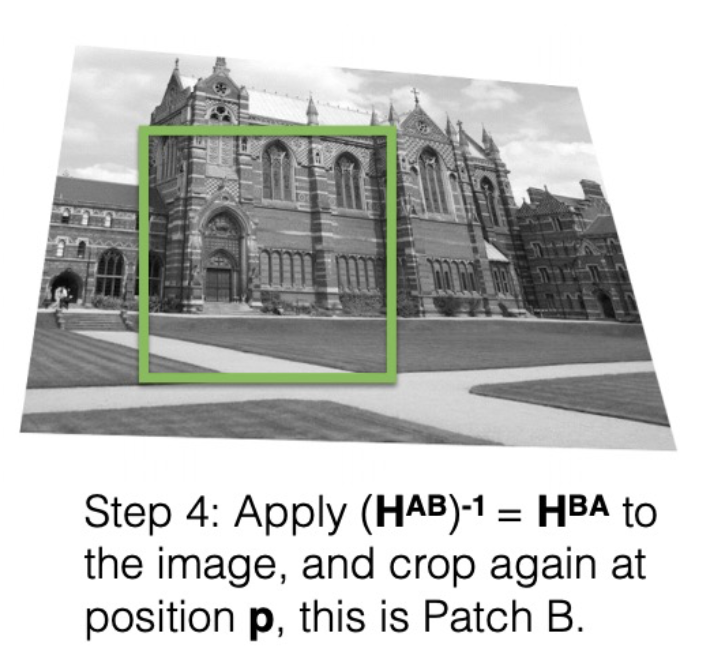 Step 4: Apply (HAB)-1 = HBA to
the image, and crop again at
position p, this is Patch B.